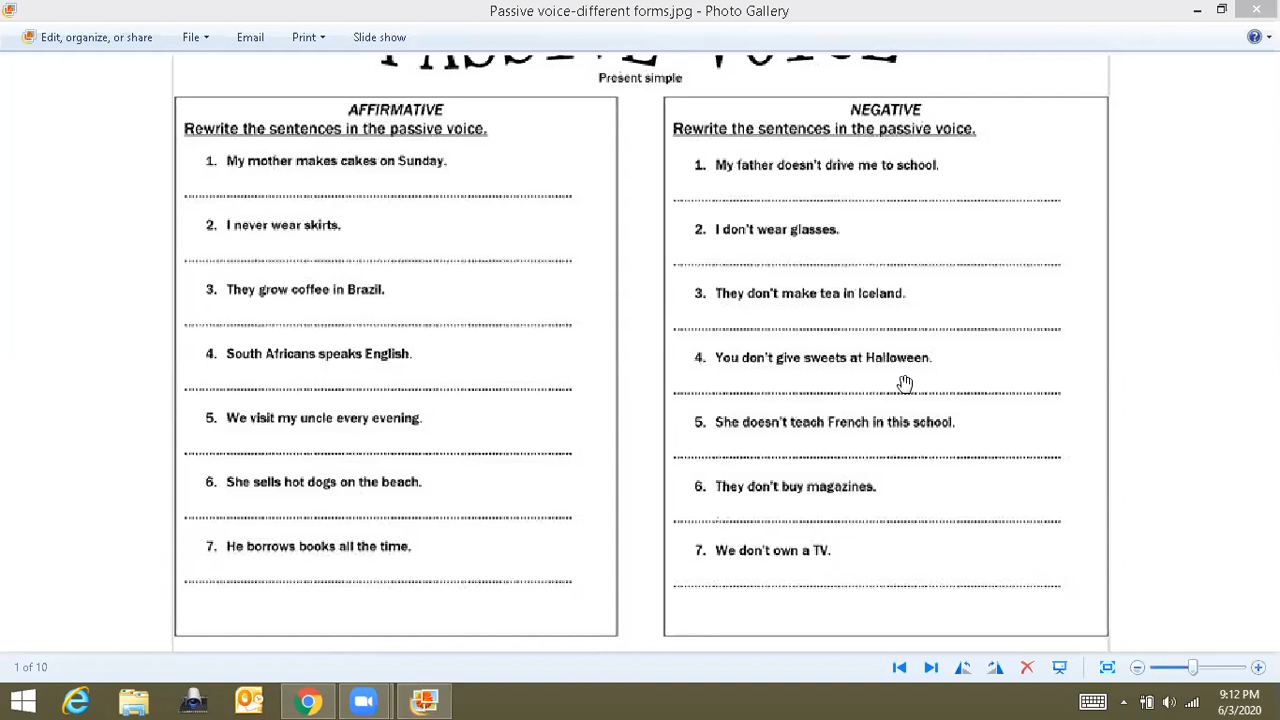 Passive voice-different forms.jpg - Photo Gallery
Edit, organize, or share
File
Email
Print
Slide show
PASSIVE VOICE
Present simple
AFFIRMATIVE
Rewrite the sentences in the passive voice.
1. My mother makes cakes on Sunday.
2. I never wear skirts.
3. They grow coffee in Brazil.
4. South Africans speaks English.
5. We visit my uncle every evening.
6. She sells hot dogs on the beach.
7. He borrows books all the time.
NEGATIVE
Rewrite the sentences in the passive voice.
1. My father doesn't drive me to school.
2. I don't wear glasses.
3. They don't make tea in Iceland.
4. You don't give sweets at Halloween.
5. She doesn't teach French in this school.
6. They don't buy magazines.
7. We don't own a TV.
1 of 10
9:12 PM
6/3/2020